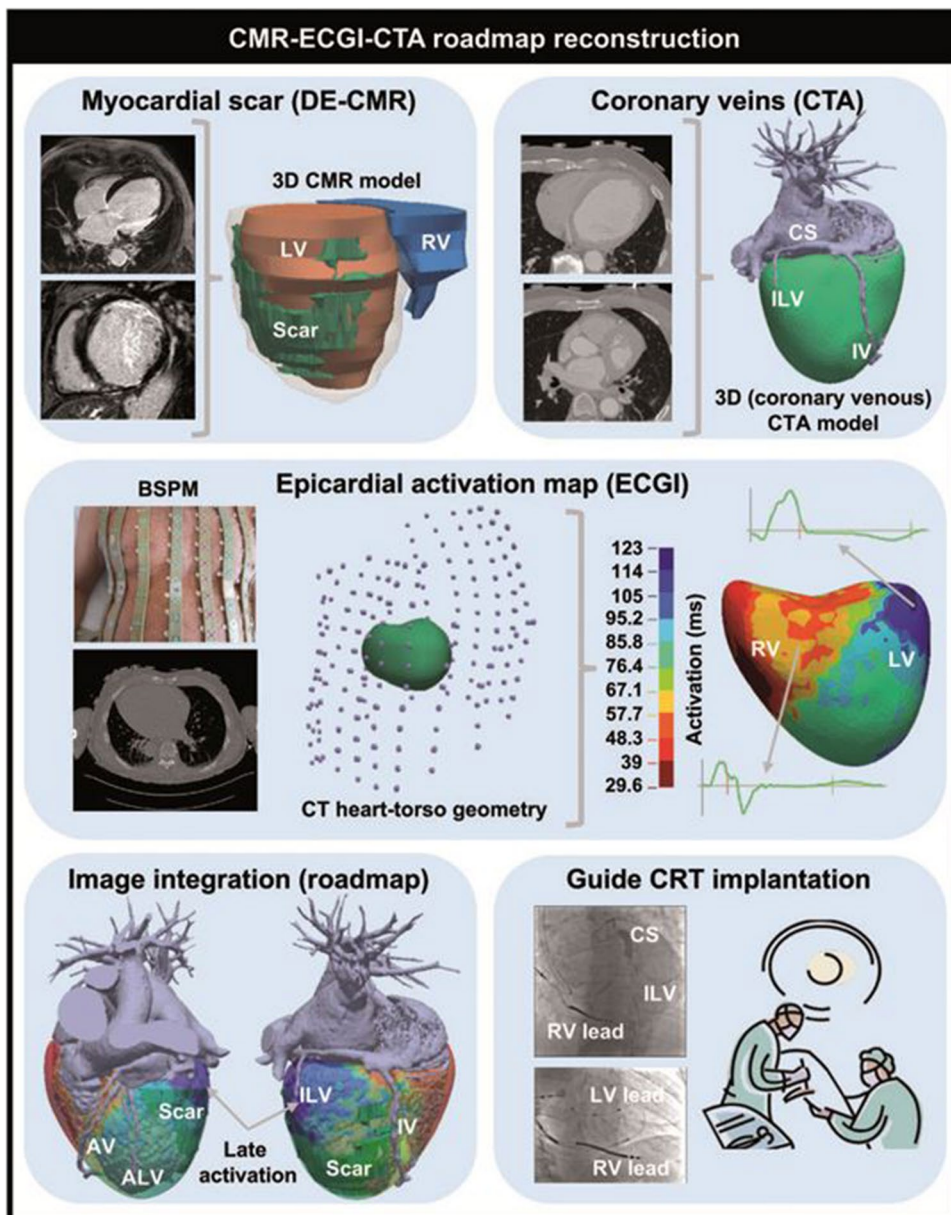 CMR-ECGI-CTA roadmap reconstruction
Myocardial scar (DE-CMR)
3D CMR model
LV
RV
Scar
Coronary veins (CTA)
CS
ILV
IV
3D (coronary venous)
CTA model
Epicardial activation map (ECGI)
BSPM
CT heart-torso geometry
123
114
105
95.2
85.8
76.4
67.1
57.7
48.3
39
29.6
Activation (ms)
RV
LV
Image integration (roadmap)
Scar
AV
ALV
Late
activation
ILV
IV
Scar
Guide CRT implantation
CS
ILV
RV lead
LV lead
RV lead